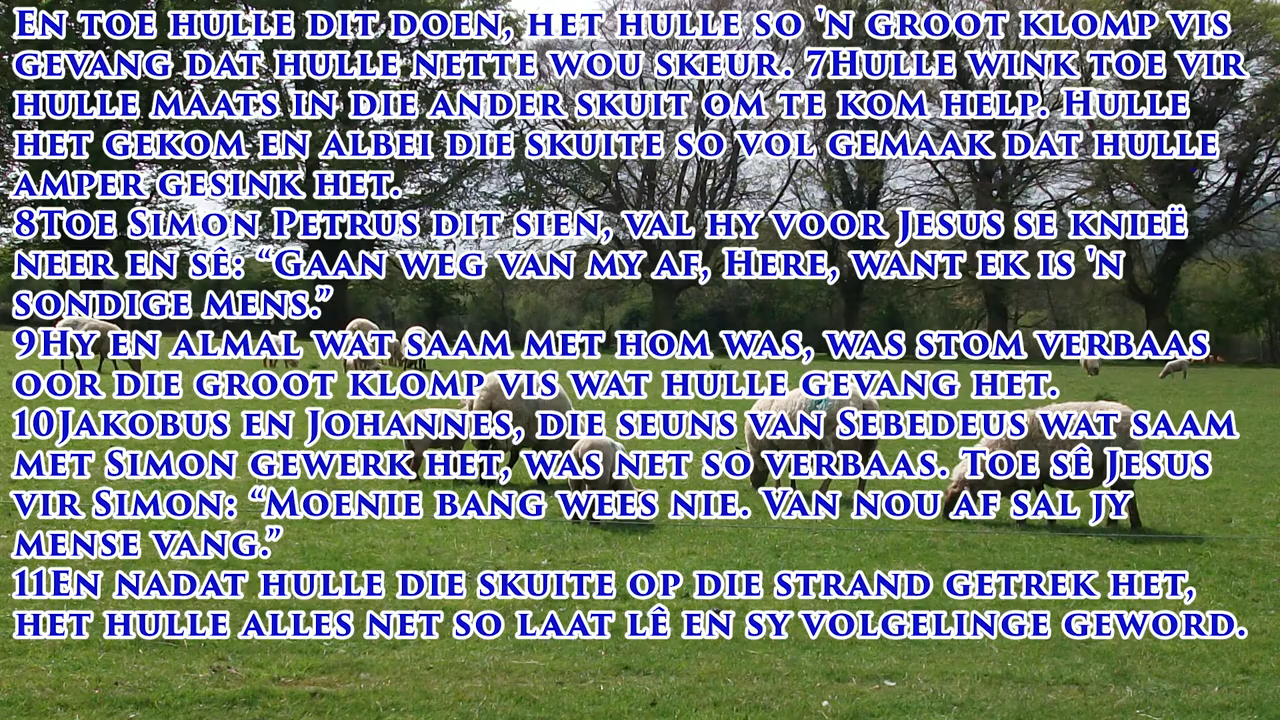 En toe hulle dit doen, het hulle so 'n groot klomp vis
gevang dat hulle nette wou skeur. 7Hulle wink toe vir
hulle maats in die ander skuit om te kom help. Hulle
het gekom en albei die skuite so vol gemaak dat hulle
amper gesink het.
8Toe Simon Petrus dit sien, val hy voor Jesus se knieë
neer en sê: “Gaan weg van my af, Here, want ek is 'n
sondige mens.”
9Hy en almal wat saam met hom was, was stom verbaas
oor die groot klomp vis wat hulle gevang het.
10Jakobus en Johannes, die seuns van Sebedeus wat saam
met Simon gewerk het, was net so verbaas. Toe sê Jesus
vir Simon: “Moenie bang wees nie. Van nou af sal jy
mense vang.”
11En nadat hulle die skuite op die strand getrek het,
het hulle alles net so laat lê en sy volgelinge geword.